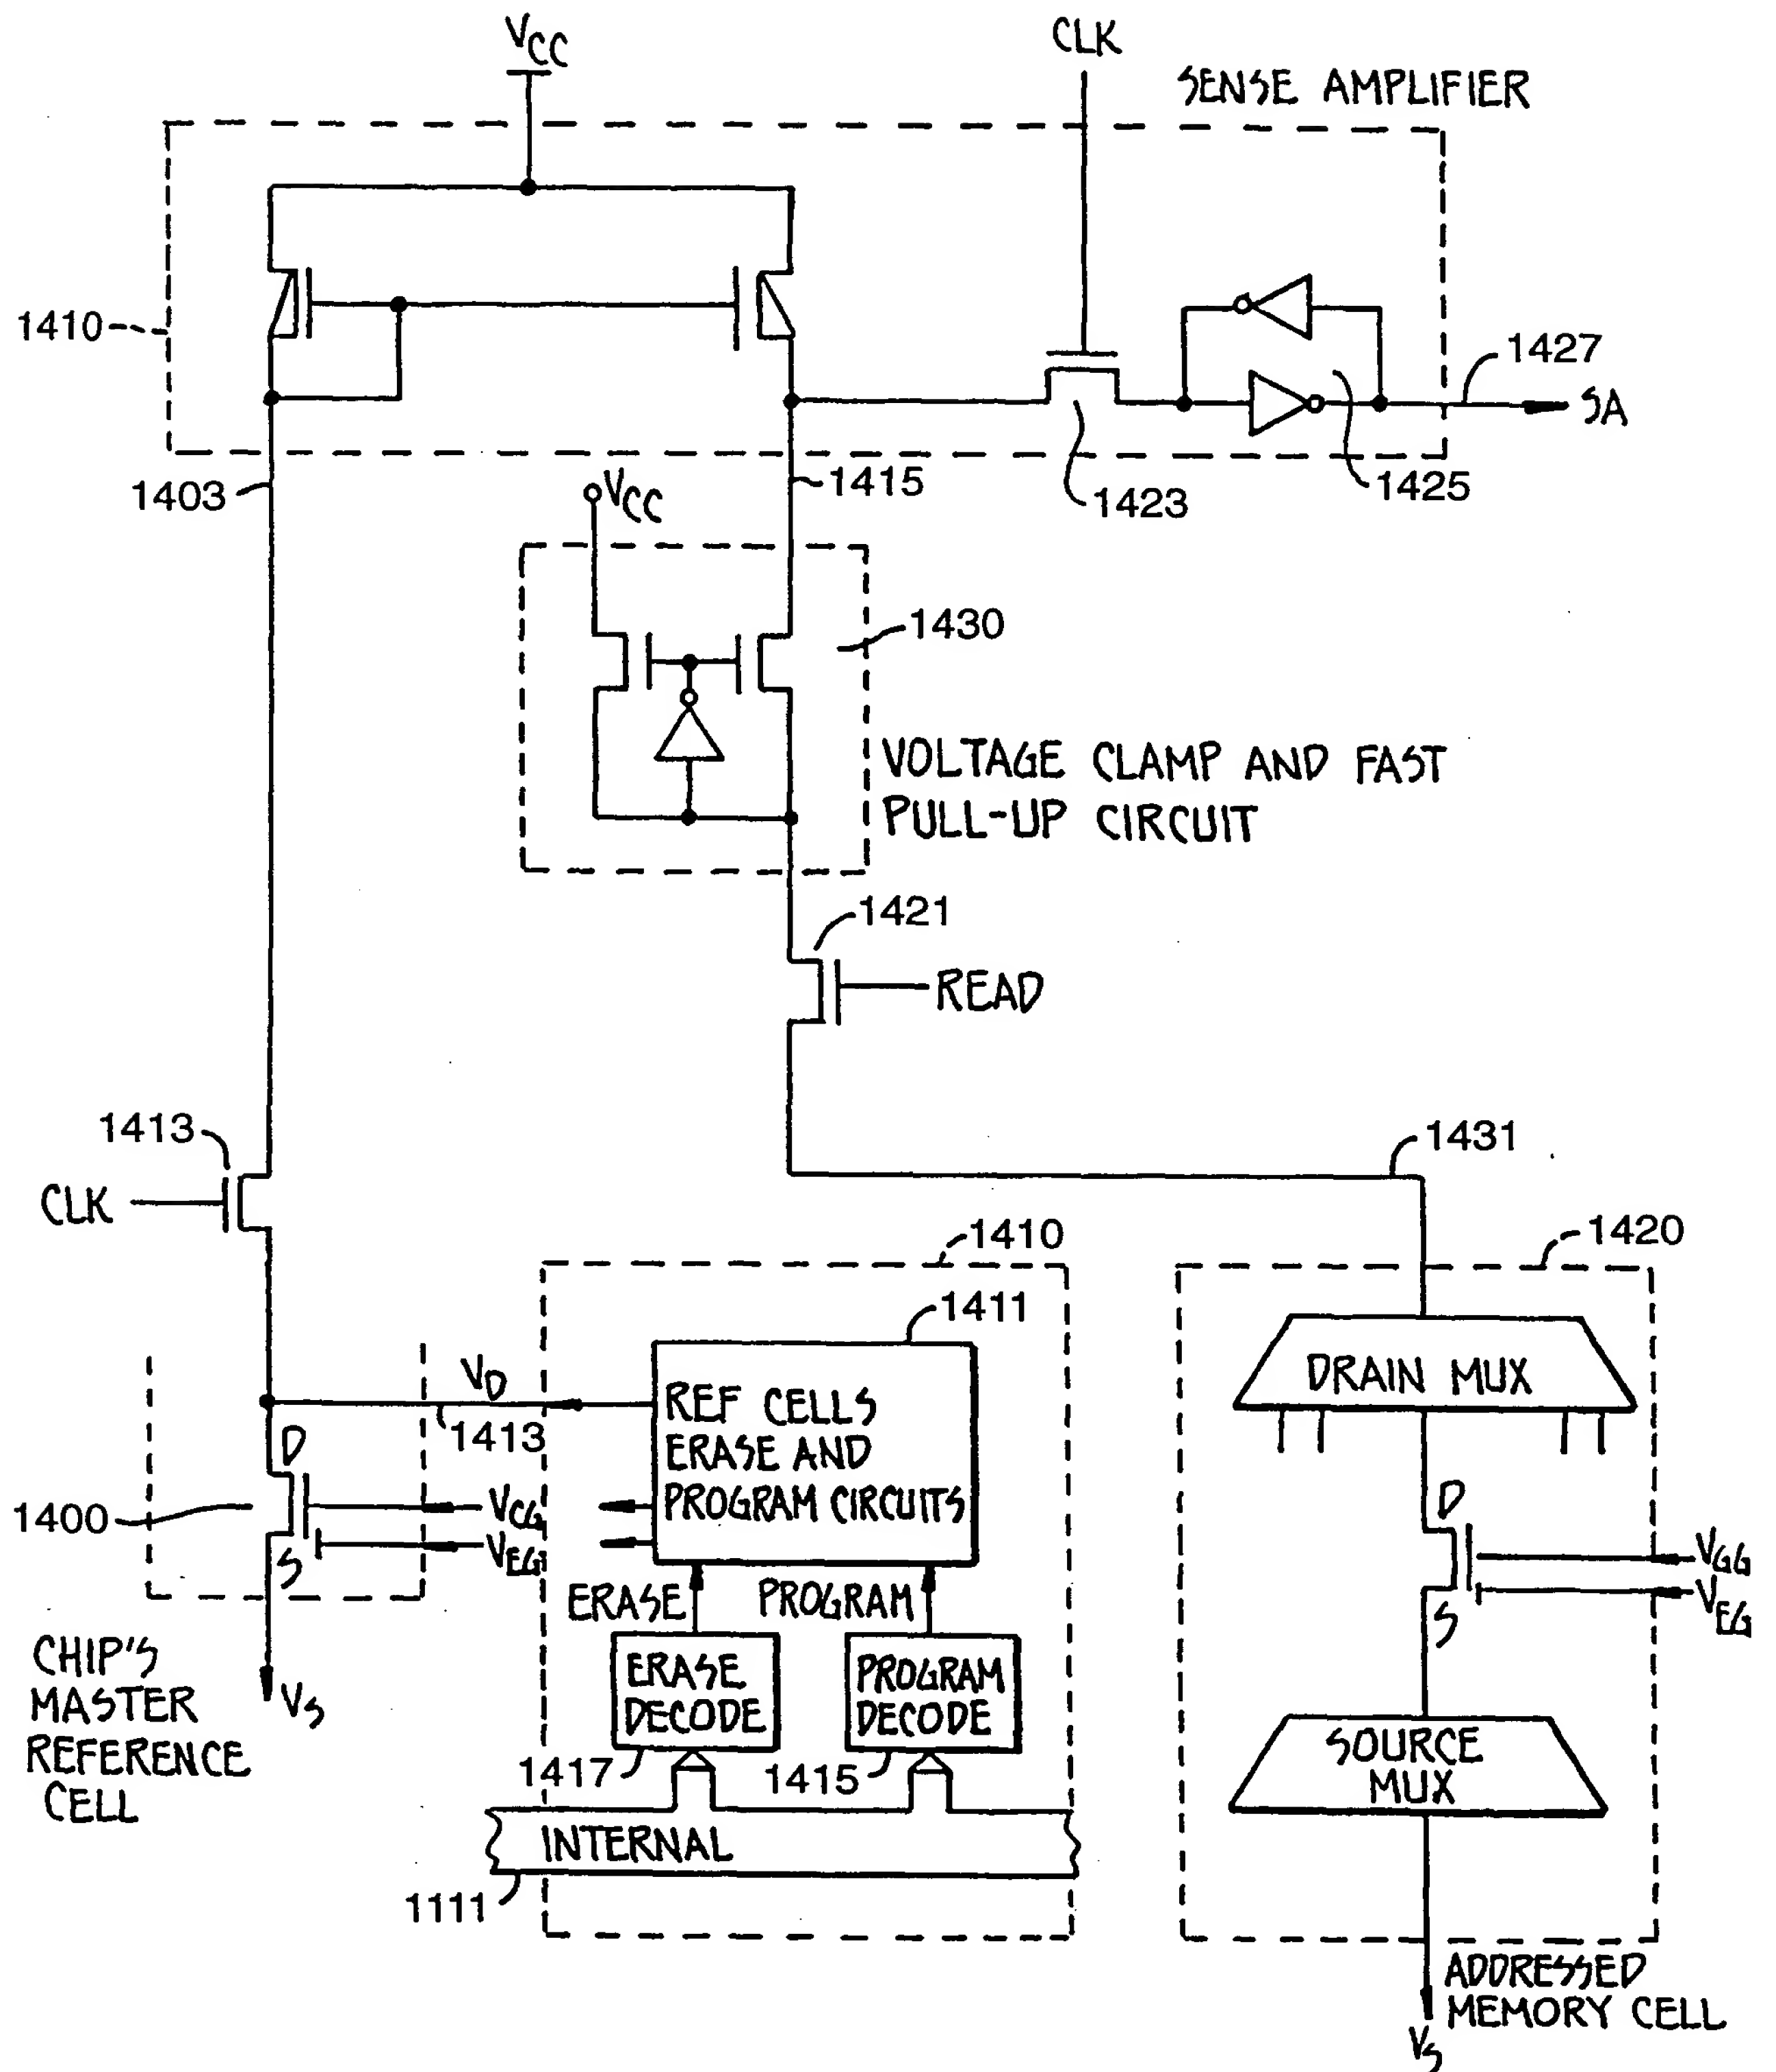 VCC
CLK
SENSE AMPLIFIER
1410
1427
SA
1403
VCC
1415
1423
1425
1430
VOLTAGE CLAMP AND FAST
PULL-UP CIRCUIT
1421
READ
1413
1431
CLK
1410
1420
1411
VD
1413
REF CELLS
ERASE AND
PROGRAM CIRCUITS
DRAIN MUX
D
1400
S
VCG
VEG
D
S
VGG
VEG
ERASE
PROGRAM
CHIP'S
MASTER
REFERENCE
CELL
VS
ERASE
DECODE
PROGRAM
DECODE
1417
1415
SOURCE
MUX
INTERNAL
1111
ADDRESSED
MEMORY CELL
VS